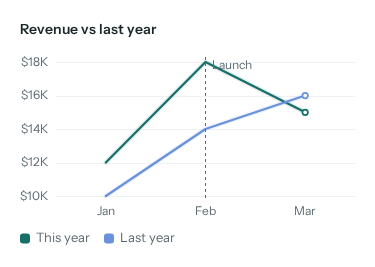 Revenue vs last year
$18K
Launch
$16K
$14K
$12K
$10K
Jan Feb Mar
This year Last year